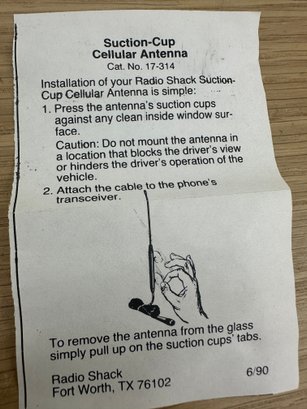 Suction-Cup
Cellular Antenna
Cat. No. 17-314
Installation of your Radio Shack Suction-
Cup Cellular Antenna is simple:
1. Press the antenna's suction cups
against any clean inside window sur-
face.
Caution: Do not mount the antenna in
a location that blocks the driver's view
or hinders the driver's operation of the
vehicle.
2. Attach the cable to the phone's
transceiver.
To remove the antenna from the glass
simply pull up on the suction cups' tabs.
Radio Shack
Fort Worth, TX 76102 6/90